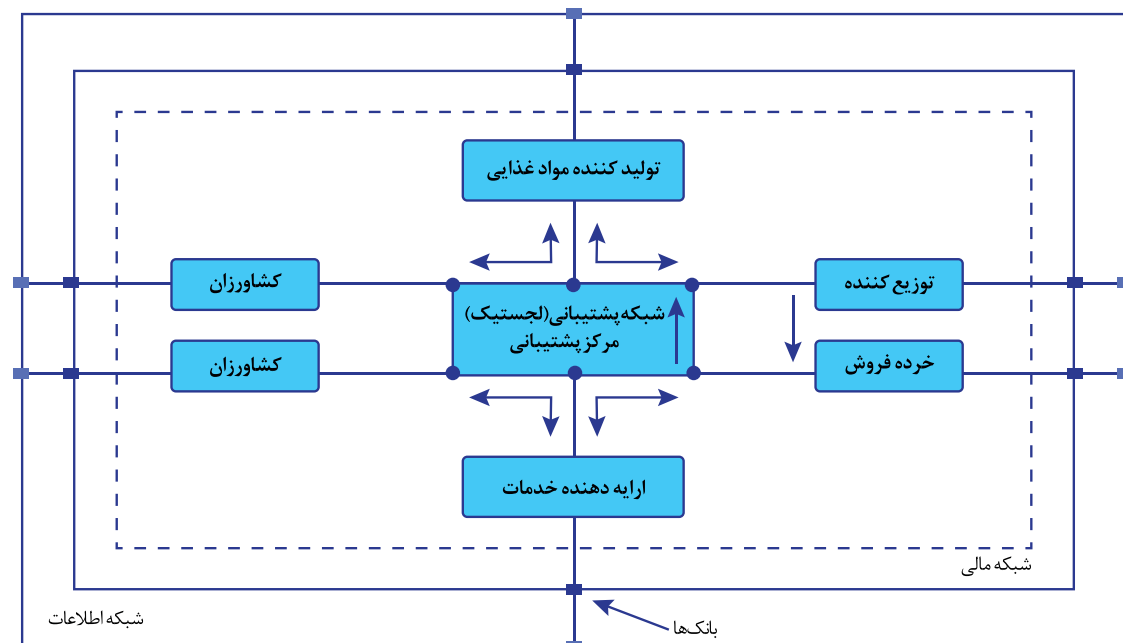 تولید کننده مواد غذایی
توزیع کننده
کشاورزان
شبکه پشتیبانی(لجستیک)
مرکز پشتیبانی
خرده فروش
کشاورزان
ارایه دهنده خدمات
شبکه مالی
شبکه اطلاعات
بانک‌ها